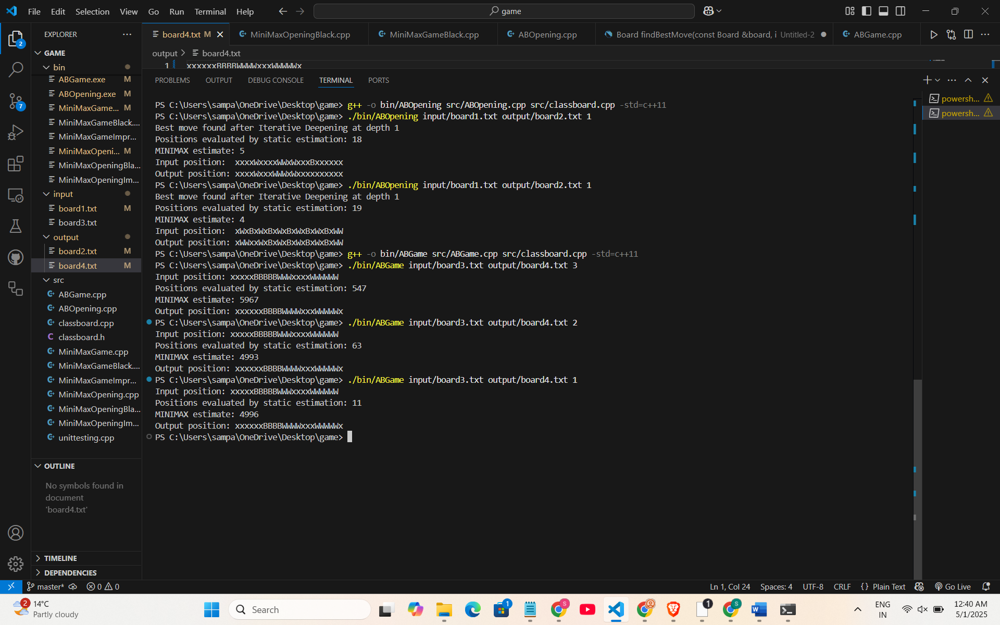 File Edit Selection View Go Run Terminal Help
game
EXPLORER
board4.txt M
MiniMaxOpeningBlack.cpp
MiniMaxGameBlack.cpp
ABOpening.cpp
Board findBestMove(const Board &board, i Untitled-2
ABGame.cpp
GAME
output > board4.txt
1 xxxxxxBBBBWWWWxxxWWWWWx
bin
ABGame.exe M
ABOpening.exe M
MiniMaxGame... M
MiniMaxGameBlack....
MiniMaxGameImpr...
MiniMaxOpeni... M
MiniMaxOpeningBla...
MiniMaxOpeningIm...
input
board1.txt M
board3.txt
output
board2.txt M
board4.txt M
src
ABGame.cpp
ABOpening.cpp
classboard.cpp
classboard.h
MiniMaxGame.cpp
MiniMaxGameBlack....
MiniMaxGameImpr...
MiniMaxOpening.cpp
MiniMaxOpeningBla...
MiniMaxOpeningIm...
unittesting.cpp
OUTLINE
No symbols found in
document
'board4.txt'
TIMELINE
DEPENDENCIES
2
7
PROBLEMS OUTPUT DEBUG CONSOLE TERMINAL PORTS
powersh...
powersh...
PS C:\Users\sampa\OneDrive\Desktop\game> g++ -o bin/ABOpening src/ABOpening.cpp src/classboard.cpp -std=c++11
PS C:\Users\sampa\OneDrive\Desktop\game> ./bin/ABOpening input/board1.txt output/board2.txt 1
Best move found after Iterative Deepening at depth 1
Positions evaluated by static estimation: 18
MINIMAX estimate: 5
Input position:  xxxxWxxxxWWxWxxxBxxxxxx
Output position: xxxxWxxxWWWxWxxxxxxxxxx
PS C:\Users\sampa\OneDrive\Desktop\game> ./bin/ABOpening input/board1.txt output/board2.txt 1
Best move found after Iterative Deepening at depth 1
Positions evaluated by static estimation: 19
MINIMAX estimate: 4
Input position:  xWxBxWxBxWxBxWxBxWxBxWW
Output position: xWWxxWxBxWxBxWxBxWxBxWW
PS C:\Users\sampa\OneDrive\Desktop\game> g++ -o bin/ABGame src/ABGame.cpp src/classboard.cpp -std=c++11
PS C:\Users\sampa\OneDrive\Desktop\game> ./bin/ABGame input/board3.txt output/board4.txt 3
Input position: xxxxxBBBBBWWWxxxxWWWWWW
Positions evaluated by static estimation: 547
MINIMAX estimate: 5967
Output position: xxxxxxBBBBWWWWxxxWWWWWx
PS C:\Users\sampa\OneDrive\Desktop\game> ./bin/ABGame input/board3.txt output/board4.txt 2
Input position: xxxxxBBBBBWWWxxxxWWWWWW
Positions evaluated by static estimation: 63
MINIMAX estimate: 4993
Output position: xxxxxxBBBBWWWWxxxWWWWWx
PS C:\Users\sampa\OneDrive\Desktop\game> ./bin/ABGame input/board3.txt output/board4.txt 1
Input position: xxxxxBBBBBWWWxxxxWWWWWW
Positions evaluated by static estimation: 11
MINIMAX estimate: 4996
Output position: xxxxxxBBBBWWWWxxxWWWWWx
PS C:\Users\sampa\OneDrive\Desktop\game>
master* 0 0
Ln 1, Col 24 Spaces: 4 UTF-8 CRLF {} Plain Text Go Live
2
14°C
Partly cloudy
Search
1
S
1
S
ENG
IN
12:40 AM
5/1/2025